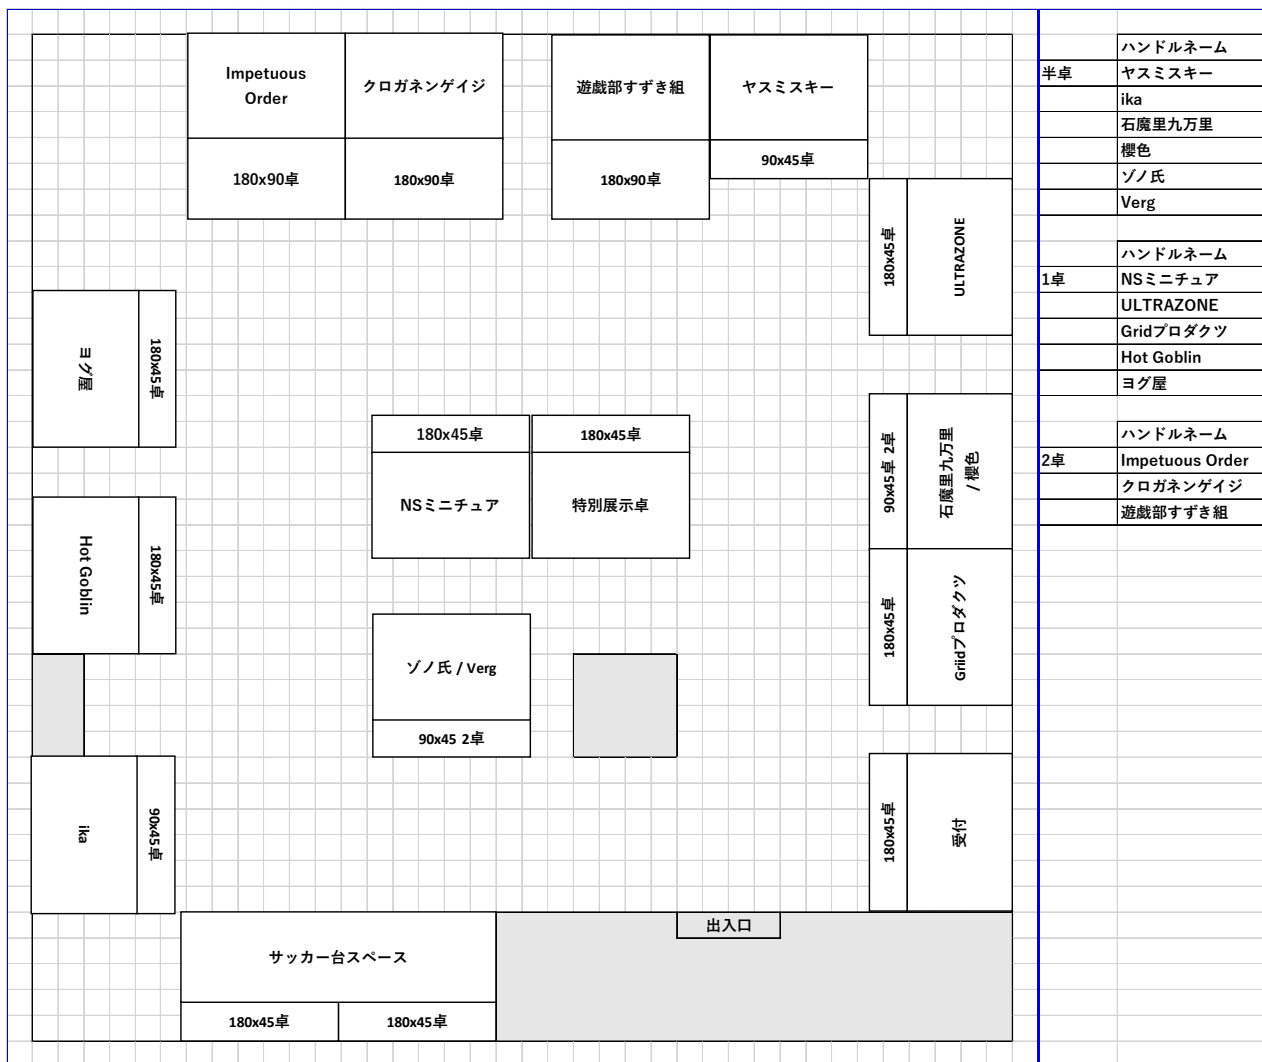 Impetuous
Order
クロガネンゲイジ
遊戯部すずき組
ヤスミスキー
180x90卓
180x90卓
180x90卓
90x45卓
180x45卓
ULTRAZONE
ヨグ屋
180x45卓
180x45卓
180x45卓
NSミニチュア
特別展示卓
90x45卓 2卓
石魔里九万里
/ 櫻色
Hot Goblin
180x45卓
180x45卓
Griidプロダクツ
ゾノ氏 / Verg
90x45 2卓
ika
90x45卓
180x45卓
受付
出入口
サッカー台スペース
180x45卓
180x45卓
ハンドルネーム
半卓 ヤスミスキー
ika
石魔里九万里
櫻色
ゾノ氏
Verg
ハンドルネーム
1卓 NSミニチュア
ULTRAZONE
Gridプロダクツ
Hot Goblin
ヨグ屋
ハンドルネーム
2卓 Impetuous Order
クロガネンゲイジ
遊戯部すずき組